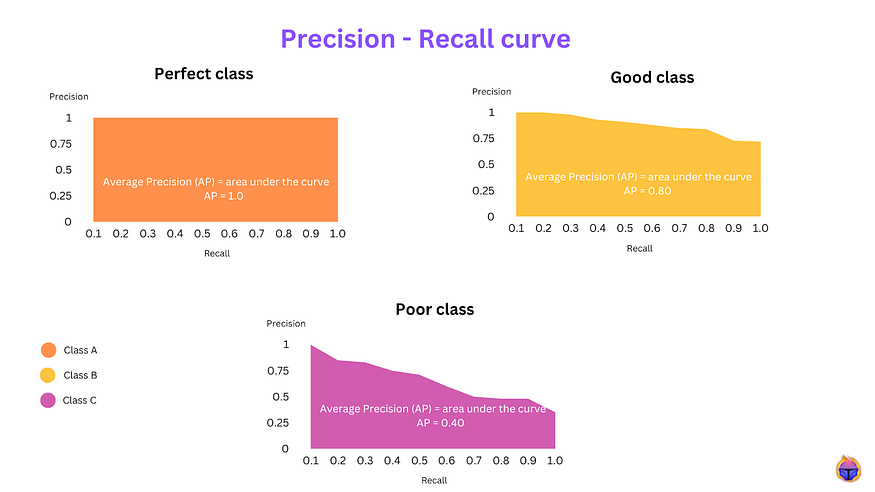 Precision - Recall curve
Perfect class
Precision
1
0.75
0.5
0.25
0
Average Precision (AP) = area under the curve
AP = 1.0
0.1 0.2 0.3 0.4 0.5 0.6 0.7 0.8 0.9 1.0
Recall
Good class
Precision
1
0.75
0.5
0.25
0
Average Precision (AP) = area under the curve
AP = 0.80
0.1 0.2 0.3 0.4 0.5 0.6 0.7 0.8 0.9 1.0
Recall
Poor class
Precision
1
0.75
0.5
0.25
0
Average Precision (AP) = area under the curve
AP = 0.40
0.1 0.2 0.3 0.4 0.5 0.6 0.7 0.8 0.9 1.0
Recall
Class A
Class B
Class C